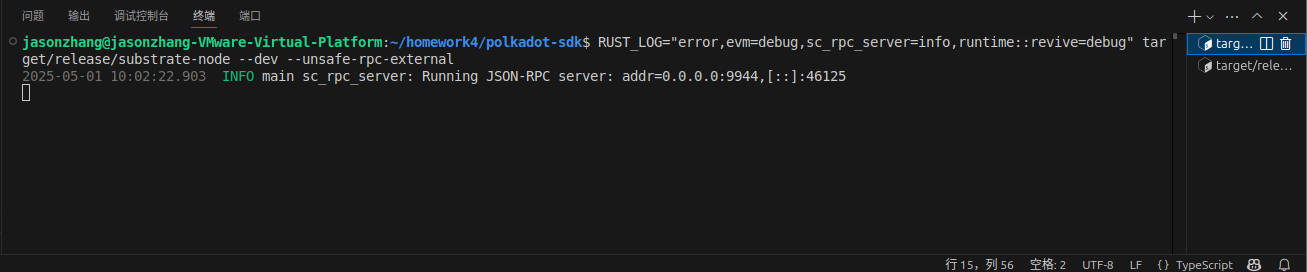 问题 输出 调试控制台 终端 端口
jasonzhang@jasonzhang-VMware-Virtual-Platform:~/homework4/polkadot-sdk$ RUST_LOG="error,evm=debug,sc_rpc_server=info,runtime::revive=debug" tar
get/release/substrate-node --dev --unsafe-rpc-external
2025-05-01 10:02:22.903  INFO main sc_rpc_server: Running JSON-RPC server: addr=0.0.0.0:9944,[::]:46125
targ...
target/rele...
行 15，列 56 空格: 2 UTF-8 LF {} TypeScript